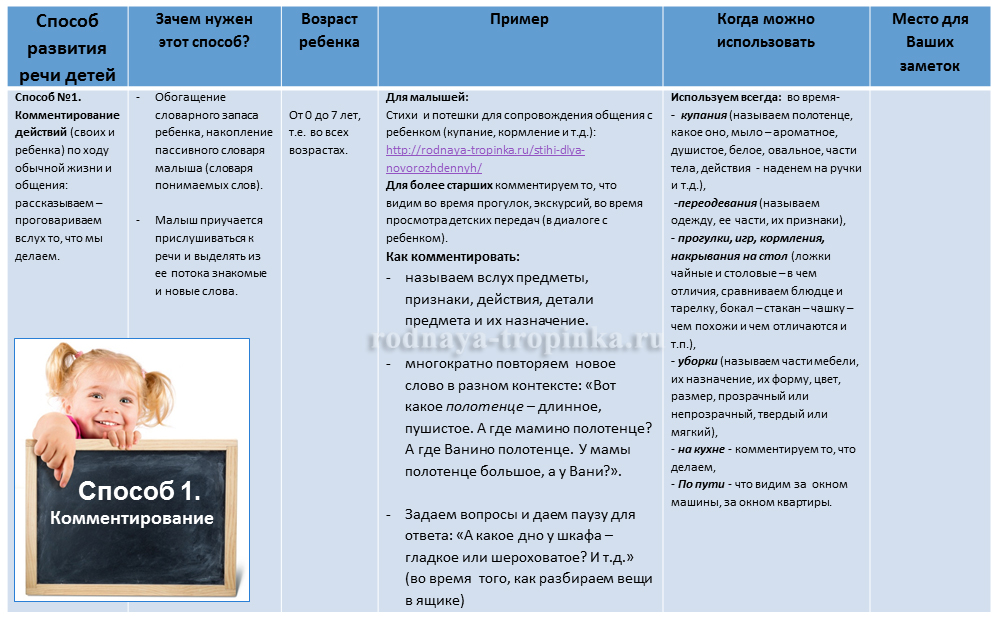 Способ
развития
речи детей
Зачем нужен
этот способ?
Возраст
ребенка
Пример
Когда можно
использовать
Место для
Ваших
заметок
Способ №1.
Комментирование
действий (своих и
ребенка) по ходу
обычной жизни и
общения:
рассказываем –
проговариваем
вслух то, что мы
делаем.
- Обогащение
словарного запаса
ребенка, накопление
пассивного словаря
малыша (словаря
понимаемых слов).
- Малыш приучается
прислушиваться к
речи и выделять из
ее потока знакомые
и новые слова.
От 0 до 7 лет,
т.е. во всех
возрастах.
Для малышей:
Стихи и потешки для сопровождения общения с
ребенком (купание, кормление и т.д.):
http://rodnaya-tropinka.ru/stihi-dlya-
novorozhdennyh/
Для более старших комментируем то, что
видим во время прогулок, экскурсий, во время
просмотра детских передач (в диалоге с
ребенком).
Как комментировать:
- называем вслух предметы,
признаки, действия, детали
предмета и их назначение.
- многократно повторяем новое
слово в разном контексте: «Вот
какое полотенце – длинное,
пушистое. А где мамино полотенце?
А где Ванино полотенце. У мамы
полотенце большое, а у Вани?».
- Задаем вопросы и даем паузу для
ответа: «А какое дно у шкафа –
гладкое или шероховатое? И т.д.»
(во время того, как разбираем вещи
в ящике)
Используем всегда: во время-
- купания (называем полотенце,
какое оно, мыло – ароматное,
душистое, белое, овальное, части
тела, действия - наденем на ручки
и т.д.),
-переодевания (называем
одежду, ее части, их признаки),
- прогулки, игр, кормления,
накрывания на стол (ложки
чайные и столовые – в чем
отличия, сравниваем блюдце и
тарелку, бокал – стакан – чашку –
чем похожи и чем отличаются и
т.п.),
- уборки (называем части мебели,
их назначение, их форму, цвет,
размер, прозрачный или
непрозрачный, твердый или
мягкий),
- на кухне - комментируем то, что
делаем,
- По пути - что видим за окном
машины, за окном квартиры.
rodnaya-tropinka.ru
Способ 1.
Комментирование